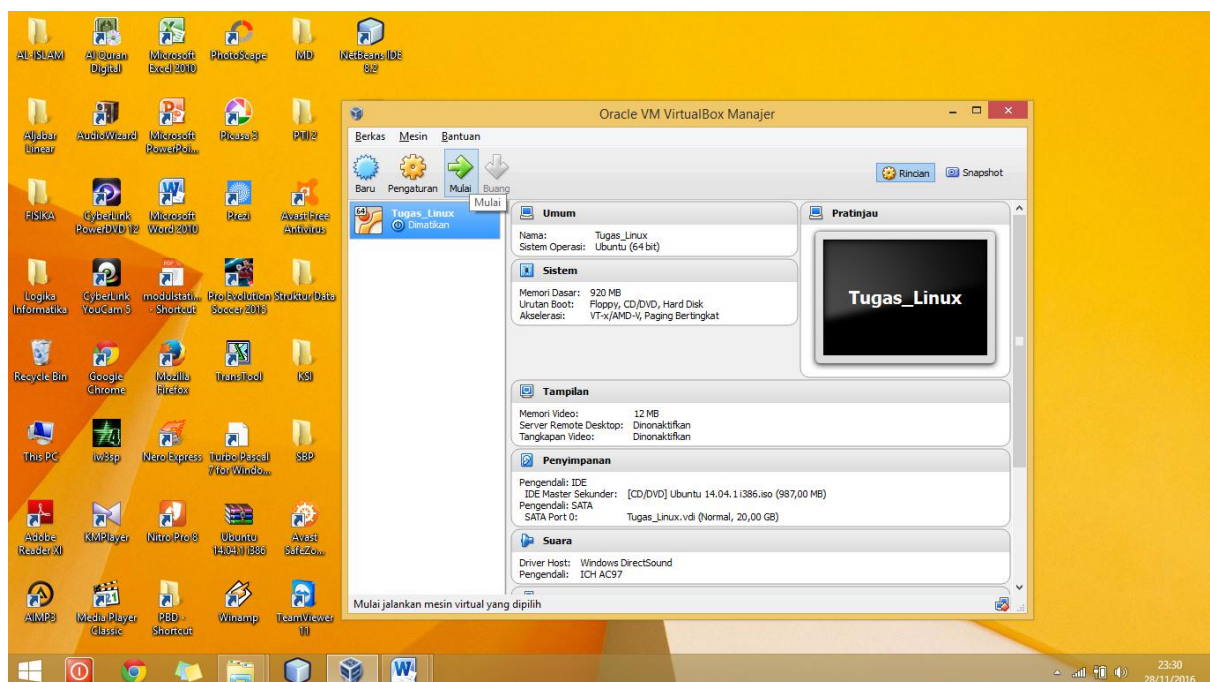 AL-ISLAM
Al Quran
Digital
Microsoft
Excel 2010
PhotoScape
MD
NetBeans IDE
8.2
Aljabar
Linear
AudioWizard
Microsoft
PowerPoi...
Picasa 3
PTI 2
FISIKA
CyberLink
PowerDVD 12
Microsoft
Word 2010
Prezi
Avast Free
Antivirus
Logika
Informatika
CyberLink
YouCam 5
modulstati...
- Shortcut
Pro Evolution
Soccer 2015
Struktur Data
Recycle Bin
Google
Chrome
Mozilla
Firefox
TransTool
KSI
This PC
iw3sp
Nero Express
Turbo Pascal
7 for Windo...
SBP
Adobe
Reader XI
KMPlayer
Nitro Pro 8
Ubuntu
14.04.1 i386
Avast
SafeZo...
AIMP3
Media Player
Classic
PBD -
Shortcut
Winamp
TeamViewer
11
Oracle VM VirtualBox Manajer
Berkas Mesin Bantuan
Baru Pengaturan Mulai Buang
Mulai
Rincian Snapshot
64
Tugas_Linux
Dimatikan
Umum
Nama: Tugas_Linux
Sistem Operasi: Ubuntu (64 bit)
Sistem
Memori Dasar: 920 MB
Urutan Boot: Floppy, CD/DVD, Hard Disk
Akselerasi: VT-x/AMD-V, Paging Bertingkat
Pratinjau
Tugas_Linux
Tampilan
Memori Video: 12 MB
Server Remote Desktop: Dinonaktifkan
Tangkapan Video: Dinonaktifkan
Penyimpanan
Pengendali: IDE
IDE Master Sekunder: [CD/DVD] Ubuntu 14.04.1 i386.iso (987,00 MB)
Pengendali: SATA
SATA Port 0: Tugas_Linux.vdi (Normal, 20,00 GB)
Suara
Driver Host: Windows DirectSound
Pengendali: ICH AC97
Mulai jalankan mesin virtual yang dipilih
23:30
28/11/2016